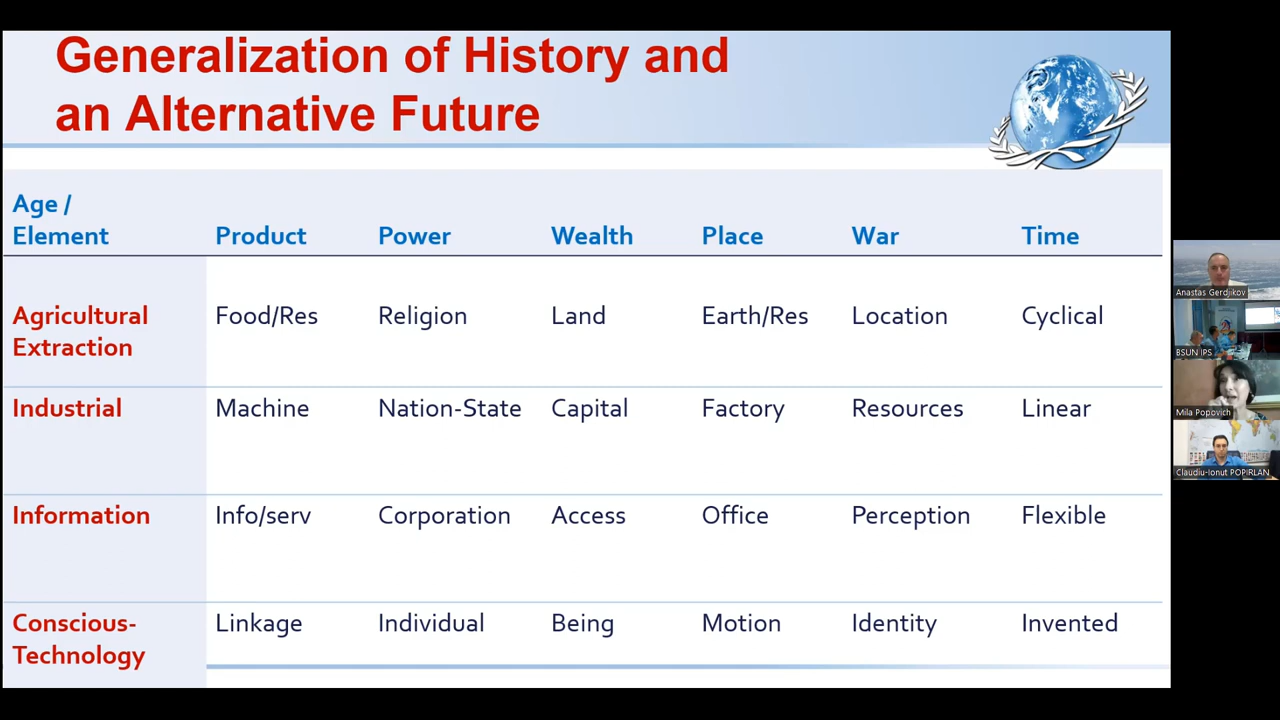 Generalization of History and
an Alternative Future
Age /
Element Product Power Wealth Place War Time
Agricultural
Extraction Food/Res Religion Land Earth/Res Location Cyclical
Industrial Machine Nation-State Capital Factory Resources Linear
Information Info/serv Corporation Access Office Perception Flexible
Conscious-
Technology Linkage Individual Being Motion Identity Invented
Anastas Gerdjikov
BSUN IPS
Mila Popovich
Claudiu-Ionut POPIRLAN